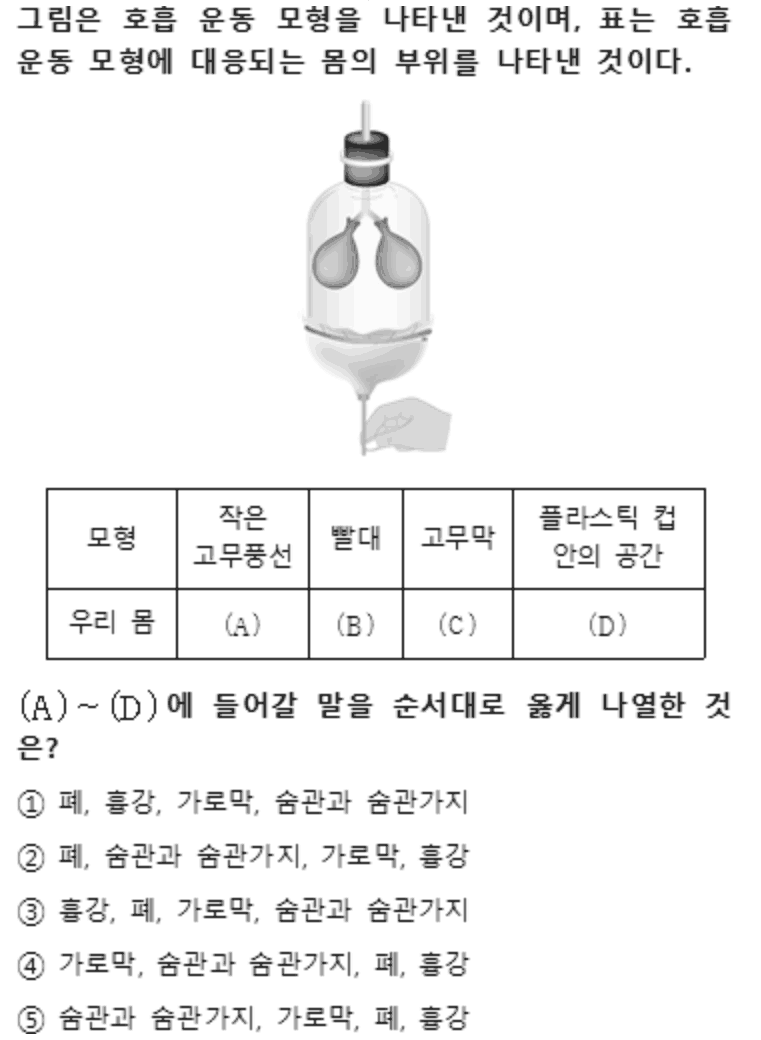 그림은 호흡 운동 모형을 나타낸 것이며, 표는 호흡
운동 모형에 대응되는 몸의 부위를 나타낸 것이다.
모형
작은
고무풍선
빨대
고무막
플라스틱 컵
안의 공간
우리 몸
(A)
(B)
(C)
(D)
(A)~(D)에 들어갈 말을 순서대로 옳게 나열한 것
은?
① 폐, 흉강, 가로막, 숨관과 숨관가지
② 폐, 숨관과 숨관가지, 가로막, 흉강
③ 흉강, 폐, 가로막, 숨관과 숨관가지
④ 가로막, 숨관과 숨관가지, 폐, 흉강
⑤ 숨관과 숨관가지, 가로막, 폐, 흉강